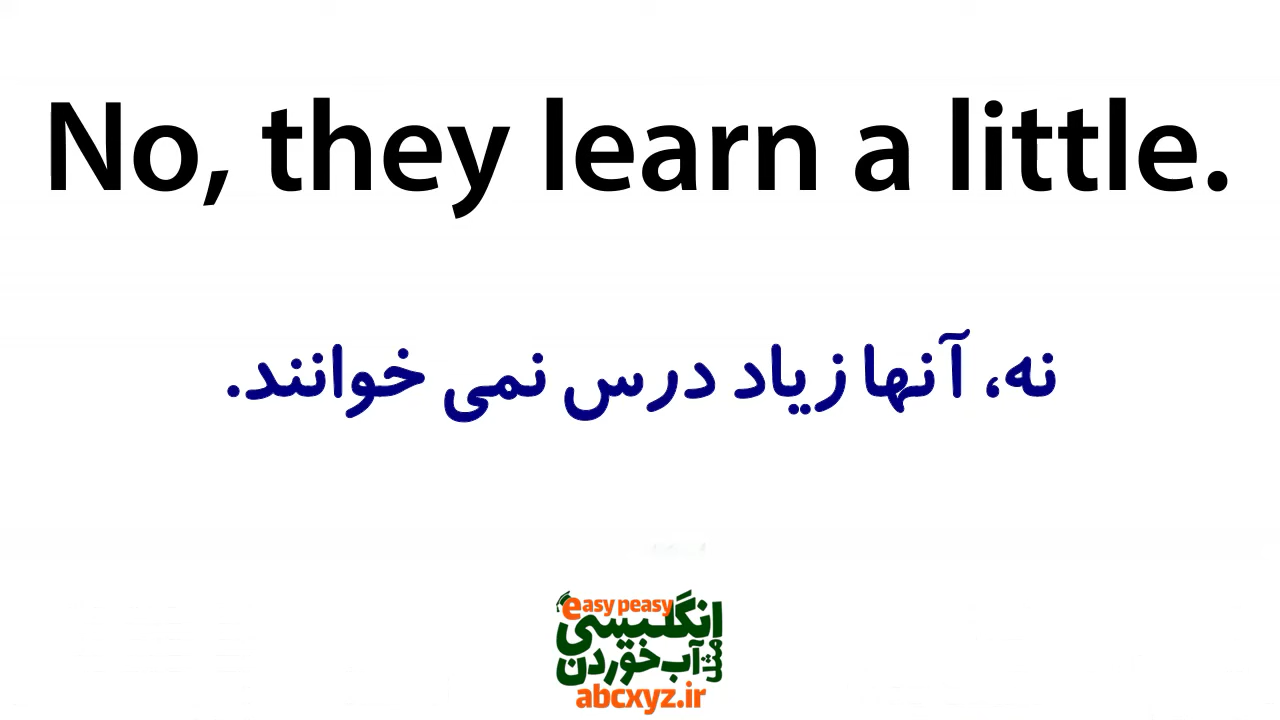 No, they learn a little.
نه، آنها زیاد درس نمی خوانند.
easy peasy
انگلیسی
مثل آب خوردن
abcxyz.ir